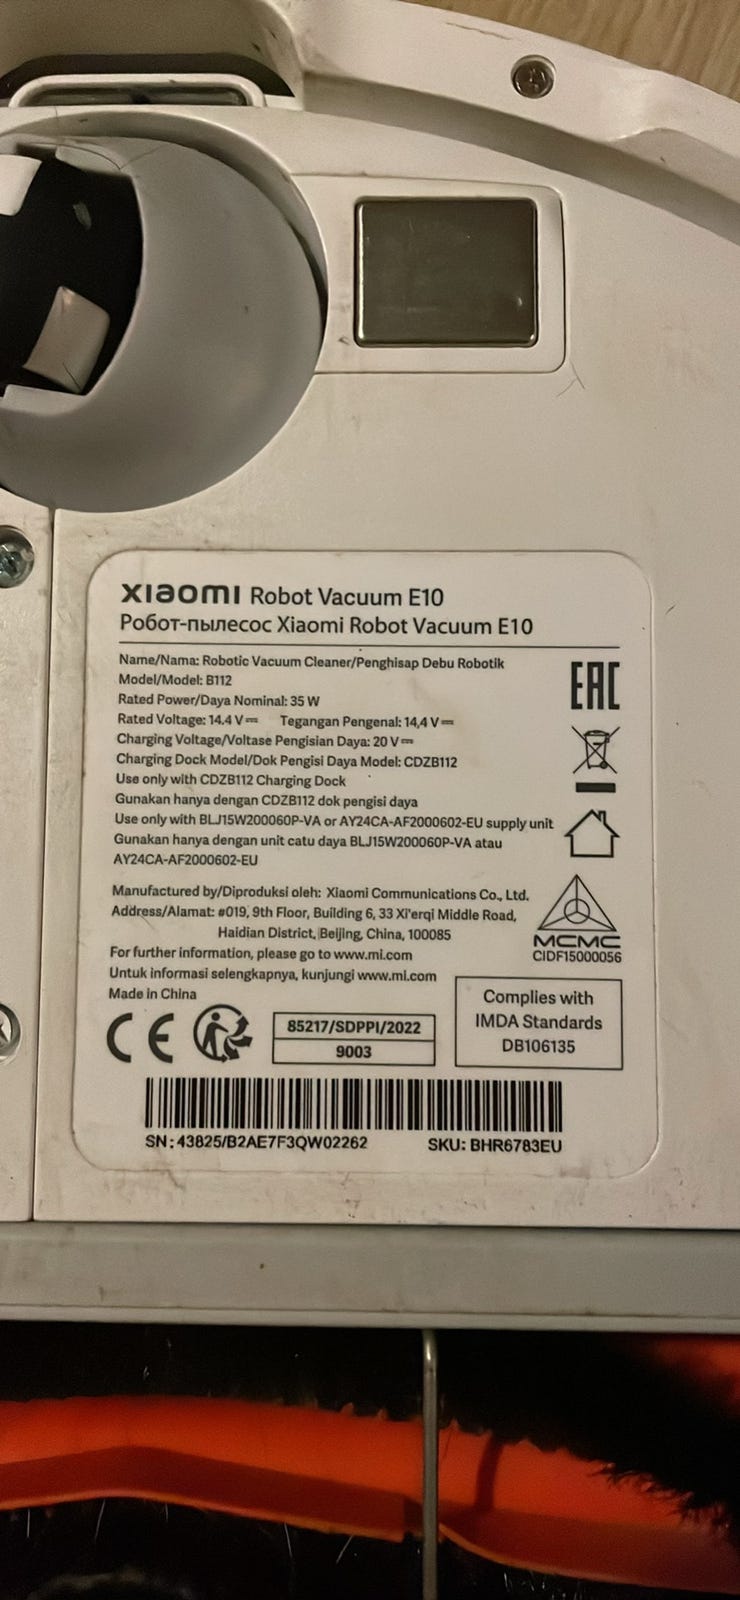 xiaomi Robot Vacuum E10
Робот-пылесос Xiaomi Robot Vacuum E10
Name/Nama: Robotic Vacuum Cleaner/Penghisap Debu Robotik
Model/Model: B112
Rated Power/Daya Nominal: 35 W
Rated Voltage: 14.4 V⎓ Tegangan Pengenal: 14,4 V⎓
Charging Voltage/Voltase Pengisian Daya: 20 V⎓
Charging Dock Model/Dok Pengisi Daya Model: CDZB112
Use only with CDZB112 Charging Dock
Gunakan hanya dengan CDZB112 dok pengisi daya
Use only with BLJ15W200060P-VA or AY24CA-AF2000602-EU supply unit
Gunakan hanya dengan unit catu daya BLJ15W200060P-VA atau
AY24CA-AF2000602-EU
EAC
Manufactured by/Diproduksi oleh: Xiaomi Communications Co., Ltd.
Address/Alamat: #019, 9th Floor, Building 6, 33 Xi'erqi Middle Road,
Haidian District, Beijing, China, 100085
For further information, please go to www.mi.com
Untuk informasi selengkapnya, kunjungi www.mi.com
Made in China
MCMC
CIDF15000056
CE
85217/SDPPI/2022
9003
Complies with
IMDA Standards
DB106135
SN: 43825/B2AE7F3QW02262 SKU: BHR6783EU